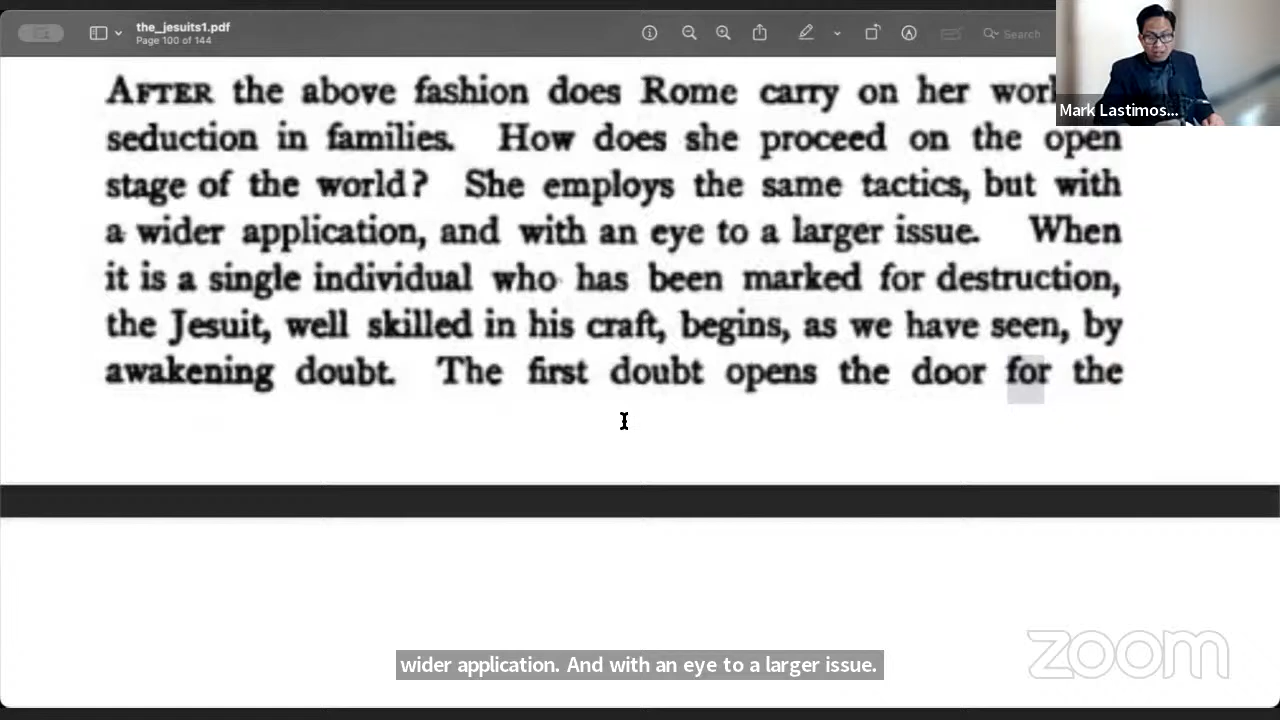 the_jesuits1.pdf
Page 100 of 144
Search
Mark Lastimos...
AFTER the above fashion does Rome carry on her
seduction in families. How does she proceed on the open
stage of the world? She employs the same tactics, but with
a wider application, and with an eye to a larger issue. When
it is a single individual who has been marked for destruction,
the Jesuit, well skilled in his craft, begins, as we have seen, by
awakening doubt. The first doubt opens the door for the
wider application. And with an eye to a larger issue.
zoom